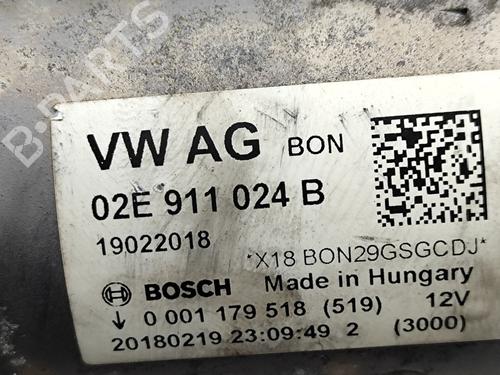 B-PARTS
VW AG BON
02E 911 024 B
19022018
*X18 BON29GSGCDJ*
BOSCH Made in Hungary
0 001 179 518 (519) 12V
20180219 23:09:49 2 (3000)